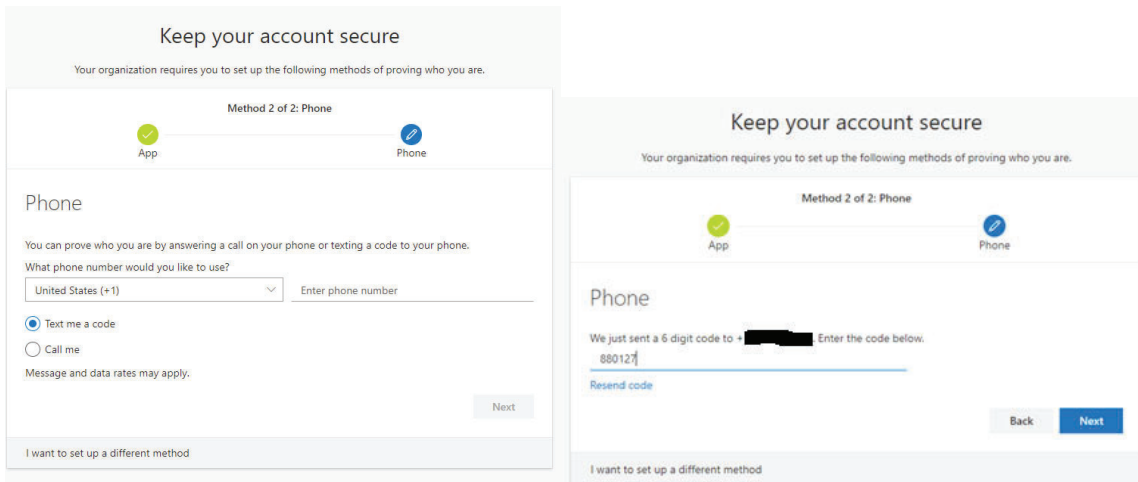 Keep your account secure
Your organization requires you to set up the following methods of proving who you are.
Method 2 of 2: Phone
App
Phone
Phone
You can prove who you are by answering a call on your phone or texting a code to your phone.
What phone number would you like to use?
United States (+1)
Enter phone number
Text me a code
Call me
Message and data rates may apply.
Next
I want to set up a different method
Keep your account secure
Your organization requires you to set up the following methods of proving who you are.
Method 2 of 2: Phone
App
Phone
Phone
We just sent a 6 digit code to + . Enter the code below.
880127
Resend code
Back
Next
I want to set up a different method